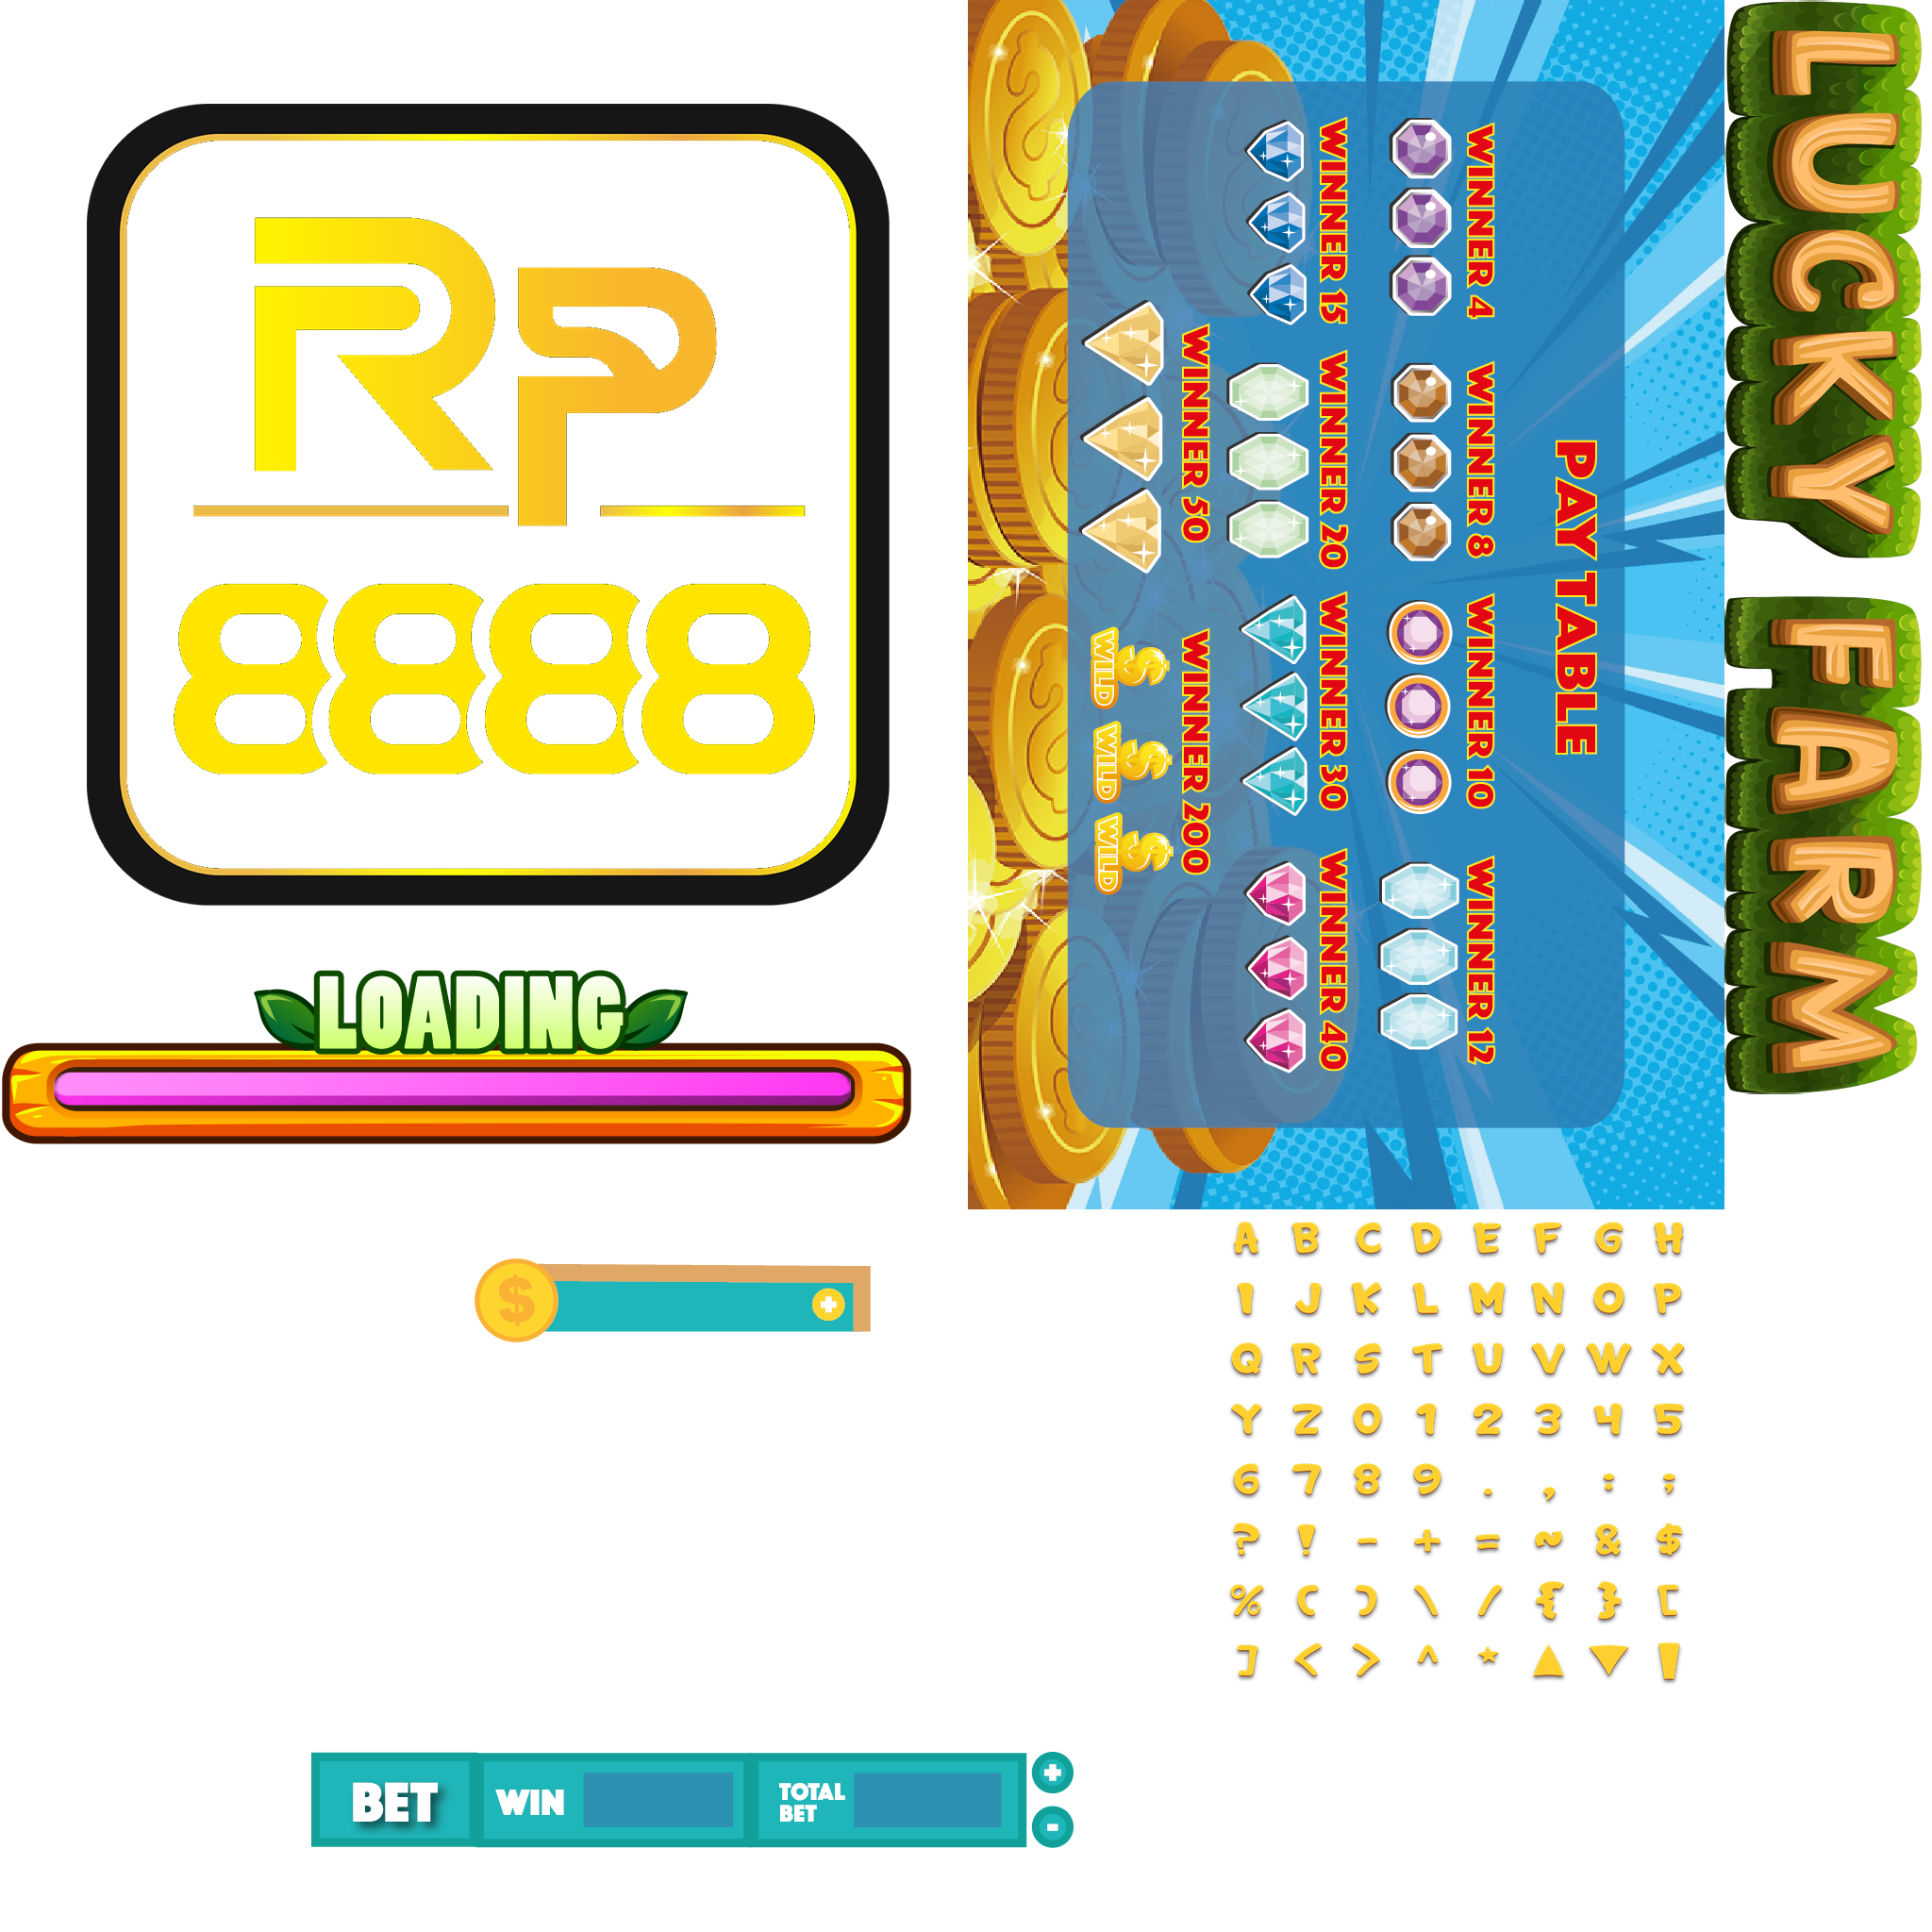 RP
8888
LOADING
PAY TABLE
WINNER 4
WINNER 8
WINNER 10
WINNER 12
WINNER 15
WINNER 20
WINNER 30
WINNER 40
WINNER 50
WINNER 200
WILD WILD WILD
LUCKY FARM
$
A B C D E F G H
I J K L M N O P
Q R S T U V W X
Y Z 0 1 2 3 4 5
6 7 8 9 . , : ;
? ! - + = ~ & $
% ( ) \ / { } [
] < > ^ * ▲ ▼ I
BET WIN TOTAL
BET
+
-